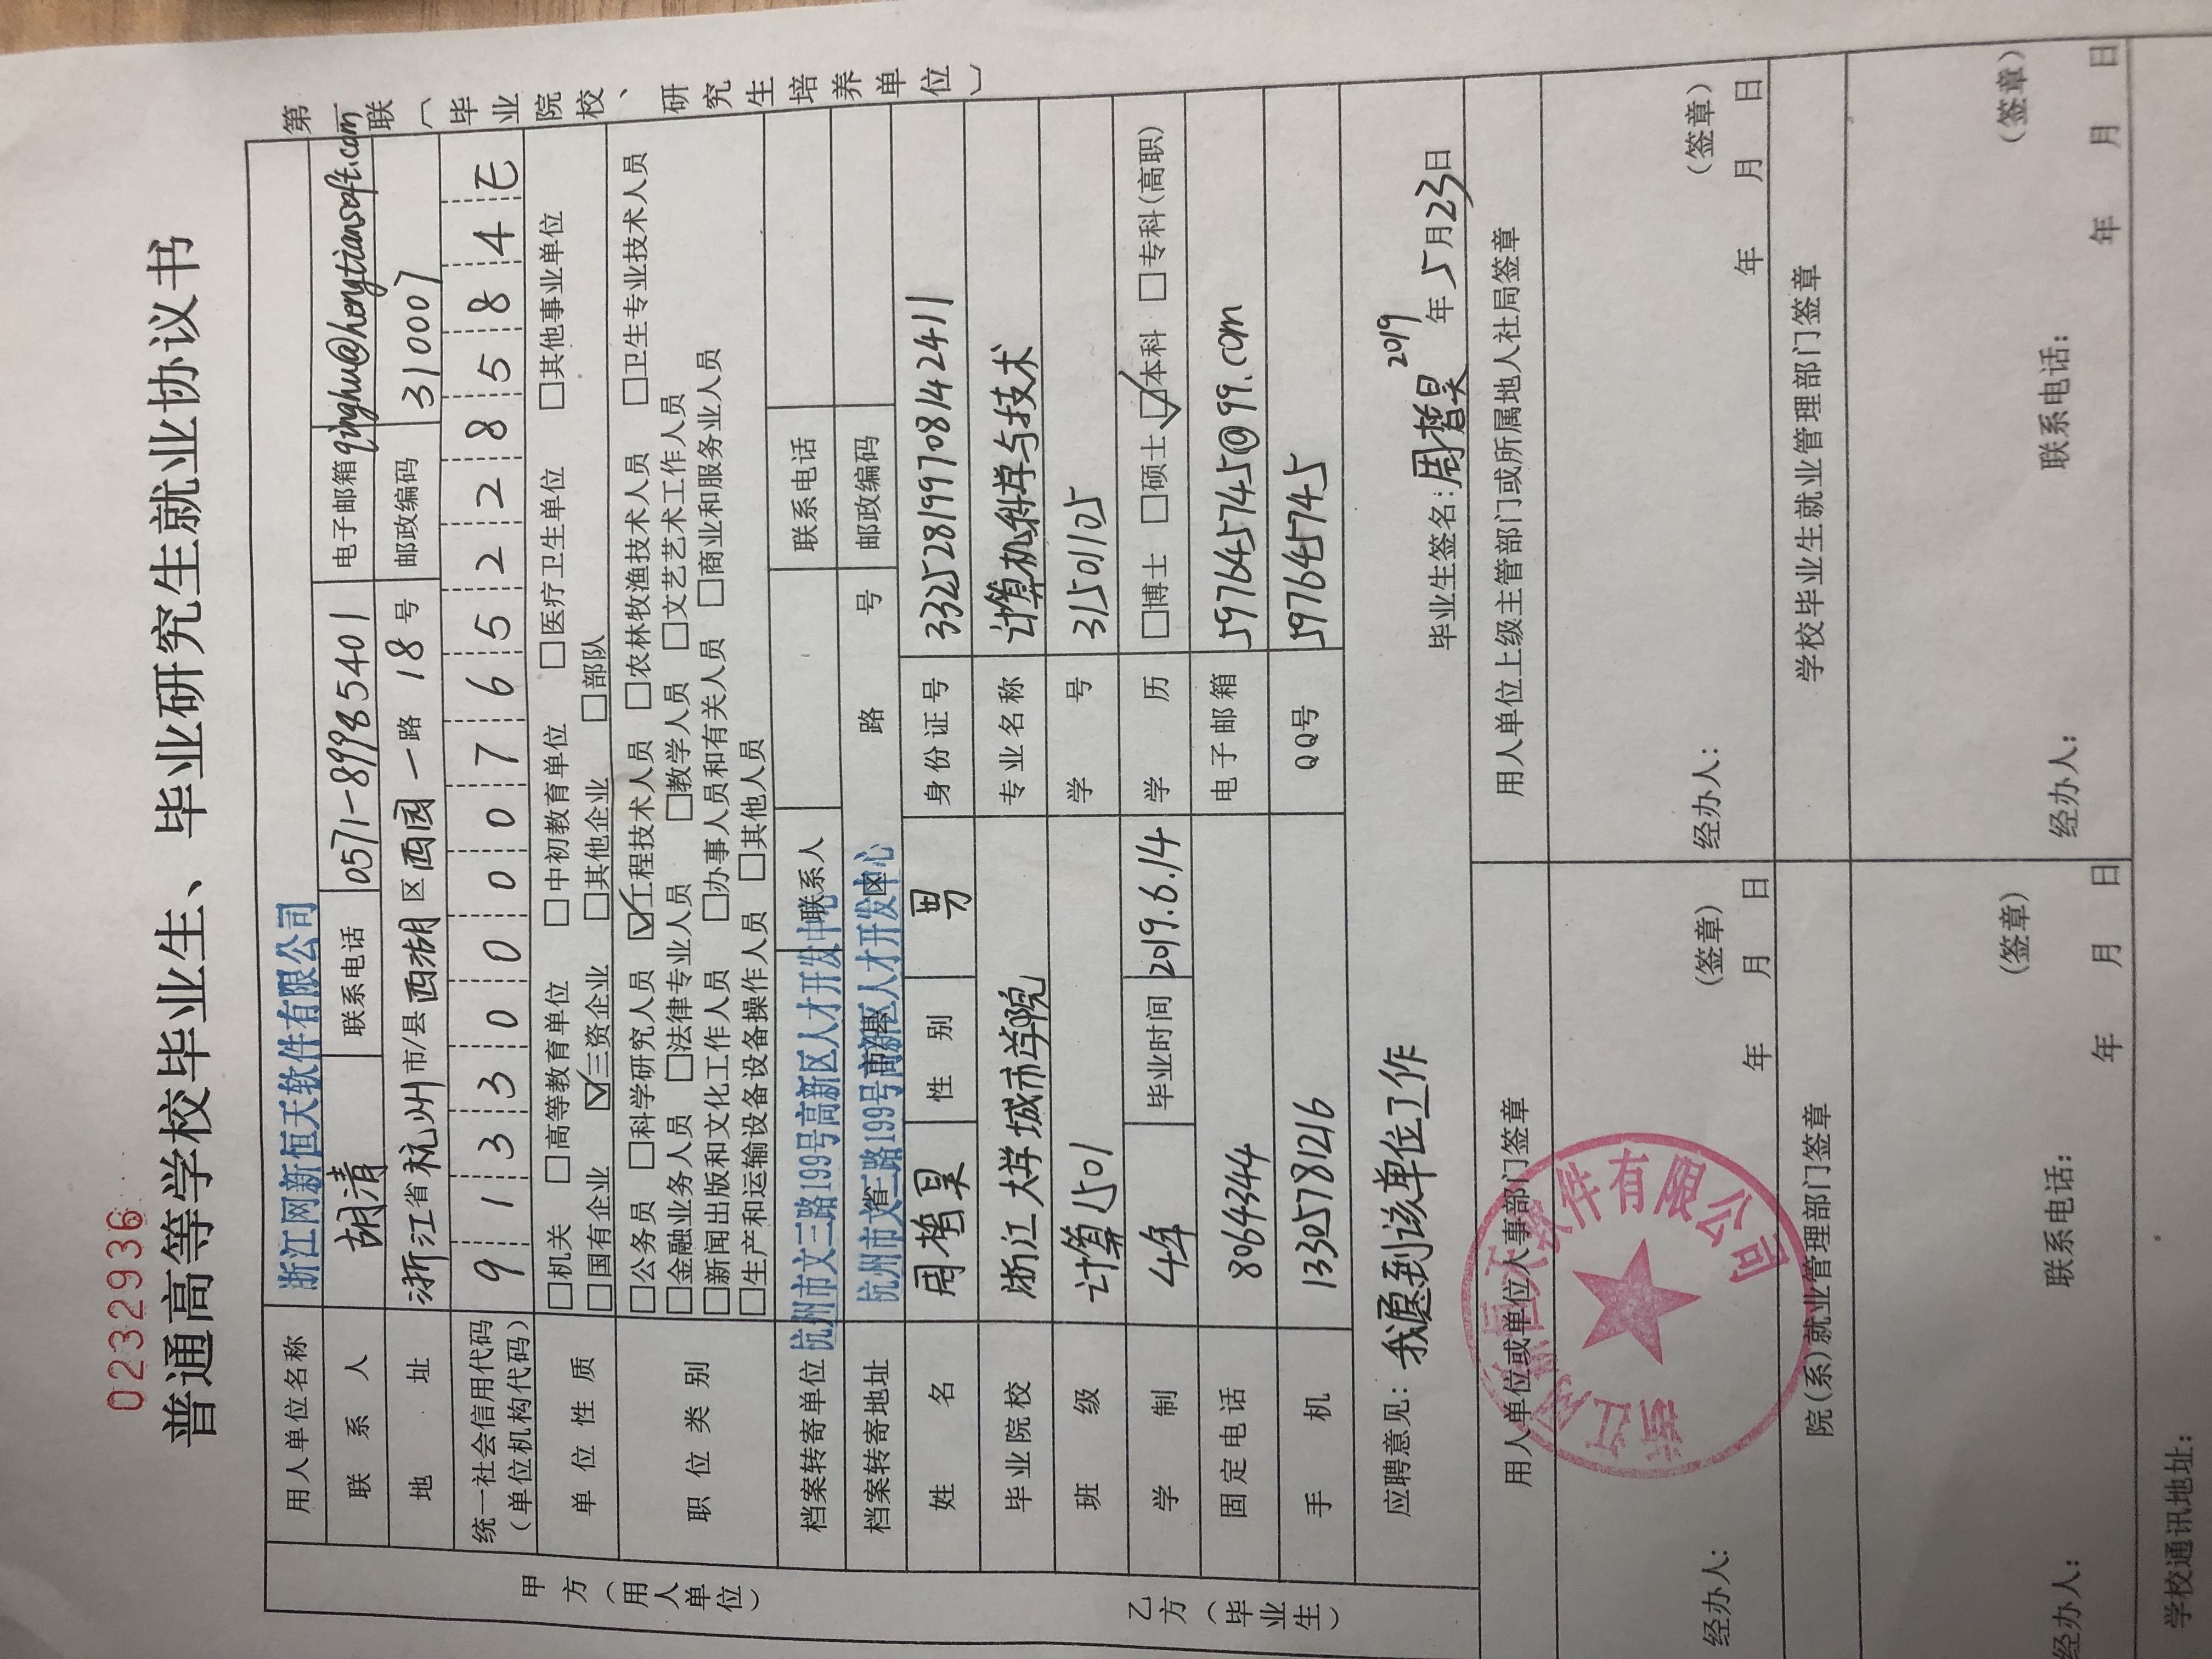 0232936
普通高等学校毕业生、毕业研究生就业协议书
第一联（毕业院校、研究生培养单位）
甲方（用人单位）
用人单位名称 浙江网新恒天软件有限公司
联系人 胡清 联系电话 0571-89985401 电子邮箱 qinghu@hengtiansoft.com
地址 浙江省杭州市/县西湖区西园一路 18号 邮政编码 310007
统一社会信用代码 9 1 3 3 0 0 0 0 7 6 5 2 2 8 5 8 4 E
（单位机构代码）
单位性质 □机关 □高等教育单位 □中初教育单位 □医疗卫生单位 □其他事业单位
□国有企业 ☑三资企业 □其他企业 □部队
职位类别 □公务员 □科学研究人员 ☑工程技术人员 □农林牧渔技术人员 □卫生专业技术人员
□金融业务人员 □法律专业人员 □教学人员 □文艺艺术工作人员
□新闻出版和文化工作人员 □办事人员和有关人员 □商业和服务业人员
□生产和运输设备设备操作人员 □其他人员
档案转寄单位 杭州市文三路199号高新区人才开发中心 联系人 联系电话
档案转寄地址 杭州市文三路199号高新区人才开发中心 省 市/县 区 路 号 邮政编码
乙方（毕业生）
姓名 周哲昊 性别 男 身份证号 332528199708142411
毕业院校 浙江大学城市学院 专业名称 计算机科学与技术
班级 计算1501 学号 31501105
学制 4年 毕业时间 2019.6.14 学历 □博士 □硕士 ☑本科 □专科(高职)
固定电话 8064344 电子邮箱 597645745@qq.com
手机 13305781216 QQ号 597645745
应聘意见: 我愿到该单位工作
毕业生签名: 周哲昊 2019年5月23日
用人单位或单位人事部门签章 用人单位上级主管部门或所属地人社局签章
浙江网新恒天软件有限公司
经办人: (签章) 经办人: （签章）
年 月 日 年 月 日
院(系)就业管理部门签章 学校毕业生就业管理部门签章
(签章) （签章）
经办人: 联系电话: 经办人: 联系电话:
年 月 日 年 月 日
学校通讯地址: